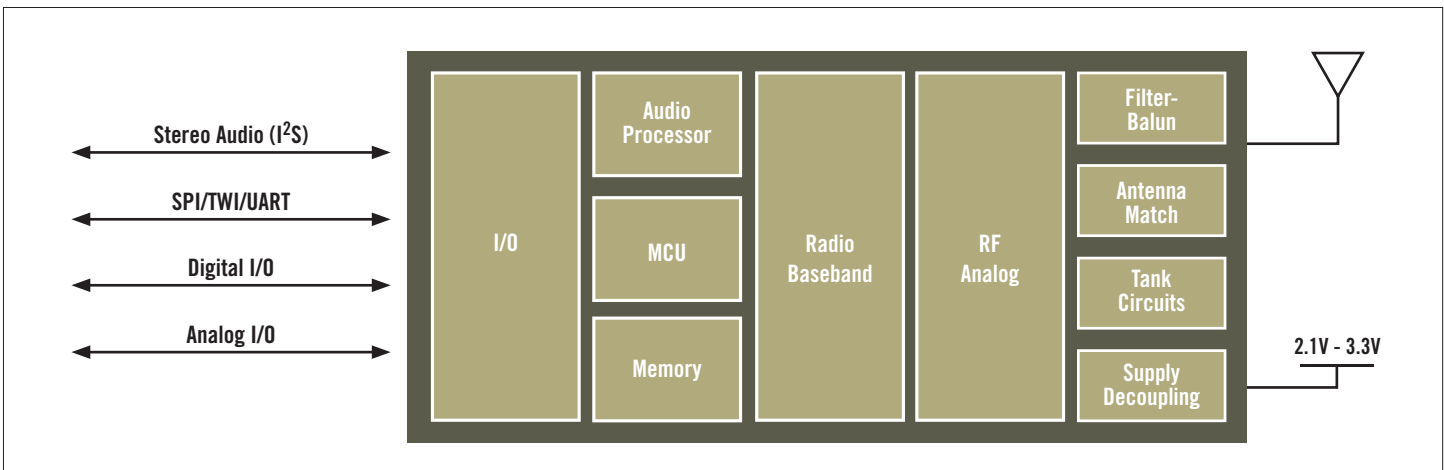 Stereo Audio (I²S)
SPI/TWI/UART
Digital I/O
Analog I/O
I/O
Audio
Processor
MCU
Memory
Radio
Baseband
RF
Analog
Filter-
Balun
Antenna
Match
Tank
Circuits
Supply
Decoupling
2.1V - 3.3V